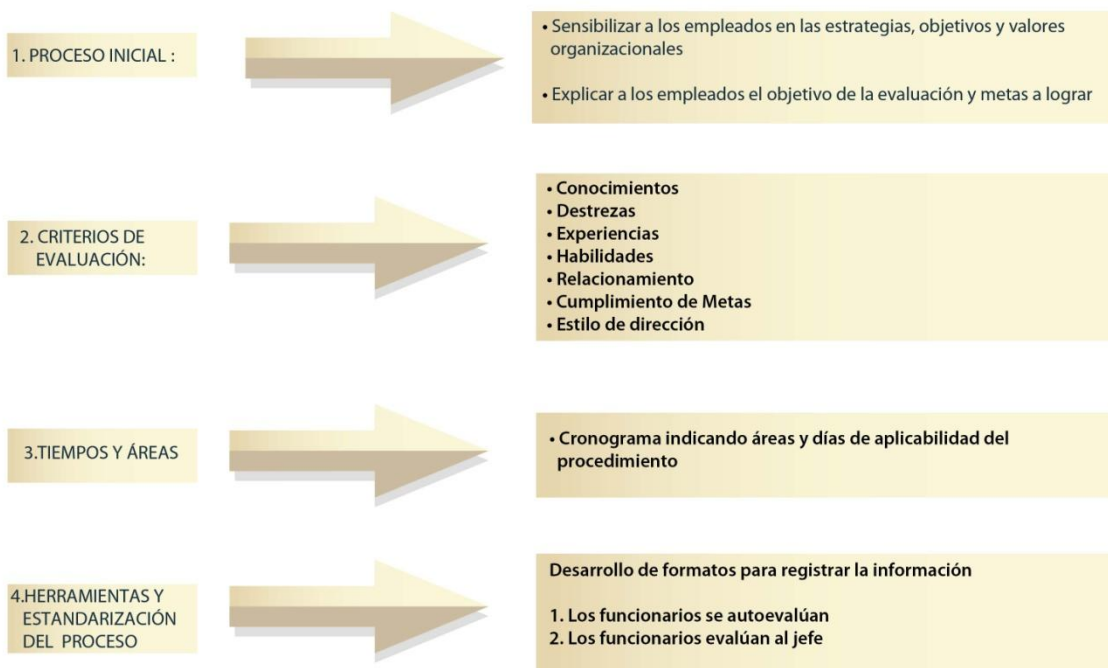 1. PROCESO INICIAL :
• Sensibilizar a los empleados en las estrategias, objetivos y valores
organizacionales
• Explicar a los empleados el objetivo de la evaluación y metas a lograr
2. CRITERIOS DE
EVALUACIÓN:
• Conocimientos
• Destrezas
• Experiencias
• Habilidades
• Relacionamiento
• Cumplimiento de Metas
• Estilo de dirección
3.TIEMPOS Y ÁREAS
• Cronograma indicando áreas y días de aplicabilidad del
procedimiento
4.HERRAMIENTAS Y
ESTANDARIZACIÓN
DEL PROCESO
Desarrollo de formatos para registrar la información
1. Los funcionarios se autoevalúan
2. Los funcionarios evalúan al jefe